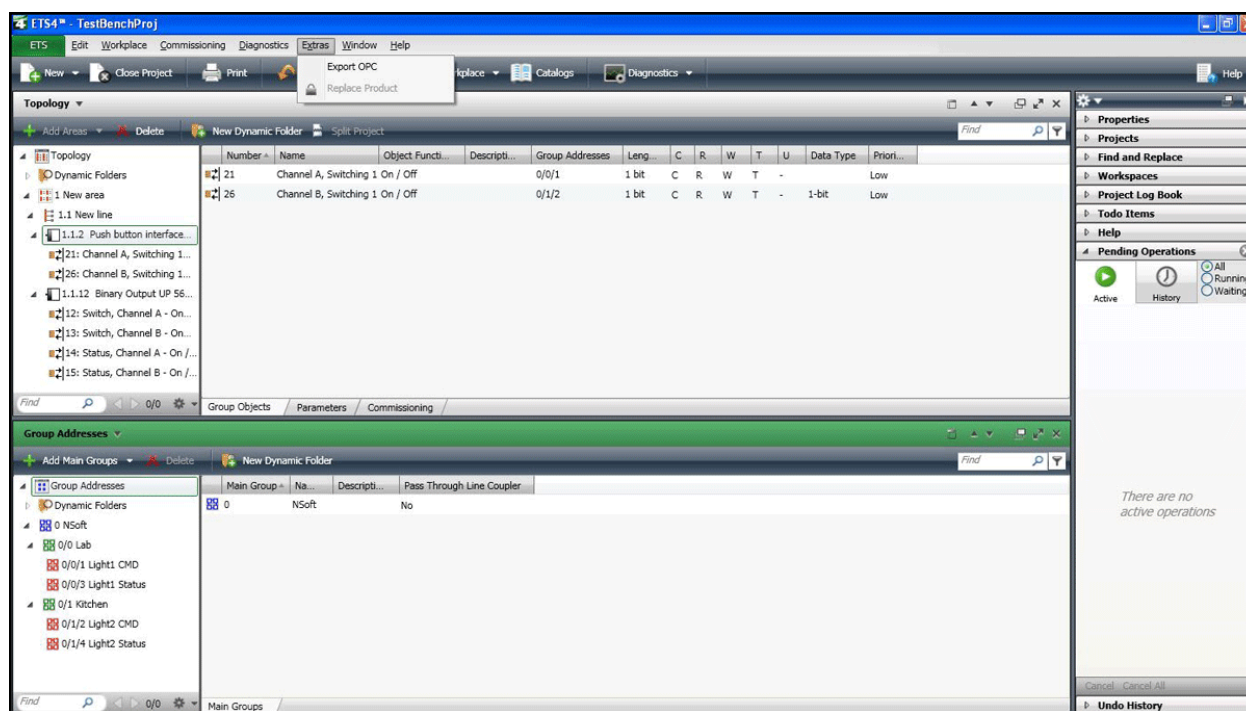 ETS4™ - TestBenchProj
ETS Edit Workplace Commissioning Diagnostics Extras Window Help
New Close Project Print kplace Catalogs Diagnostics Help
Export OPC
Replace Product
Topology
Add Areas Delete New Dynamic Folder Split Project Find
Topology
Dynamic Folders
1 New area
1.1 New line
1.1.2 Push button interface...
21: Channel A, Switching 1...
26: Channel B, Switching 1...
1.1.12 Binary Output UP 56...
12: Switch, Channel A - On...
13: Switch, Channel B - On...
14: Status, Channel A - On /...
15: Status, Channel B - On /...
Find 0/0
Number Name Object Functi... Descripti... Group Addresses Leng... C R W T U Data Type Priori...
21 Channel A, Switching 1 On / Off 0/0/1 1 bit C R W T - Low
26 Channel B, Switching 1 On / Off 0/1/2 1 bit C R W T - 1-bit Low
Group Objects Parameters Commissioning
Group Addresses
Add Main Groups Delete New Dynamic Folder Find
Group Addresses
Dynamic Folders
0 NSoft
0/0 Lab
0/0/1 Light1 CMD
0/0/3 Light1 Status
0/1 Kitchen
0/1/2 Light2 CMD
0/1/4 Light2 Status
Find 0/0
Main Group Na... Descripti... Pass Through Line Coupler
0 NSoft No
Main Groups
Properties
Projects
Find and Replace
Workspaces
Project Log Book
Todo Items
Help
Pending Operations
Active History
All
Running
Waiting
There are no
active operations
Cancel Cancel All
Undo History